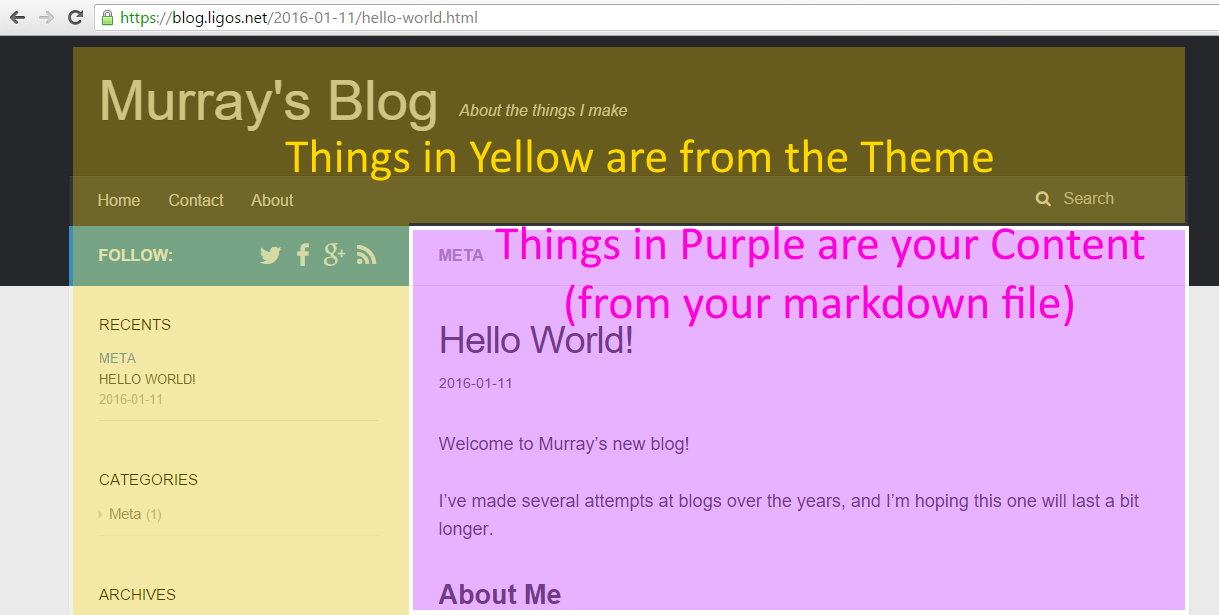 https://blog.ligos.net/2016-01-11/hello-world.html
Murray's Blog About the things I make
Things in Yellow are from the Theme
Home Contact About Search
FOLLOW:
RECENTS
META
HELLO WORLD!
2016-01-11
CATEGORIES
Meta (1)
ARCHIVES
META
Things in Purple are your Content
(from your markdown file)
Hello World!
2016-01-11
Welcome to Murray’s new blog!
I’ve made several attempts at blogs over the years, and I’m hoping this one will last a bit
longer.
About Me